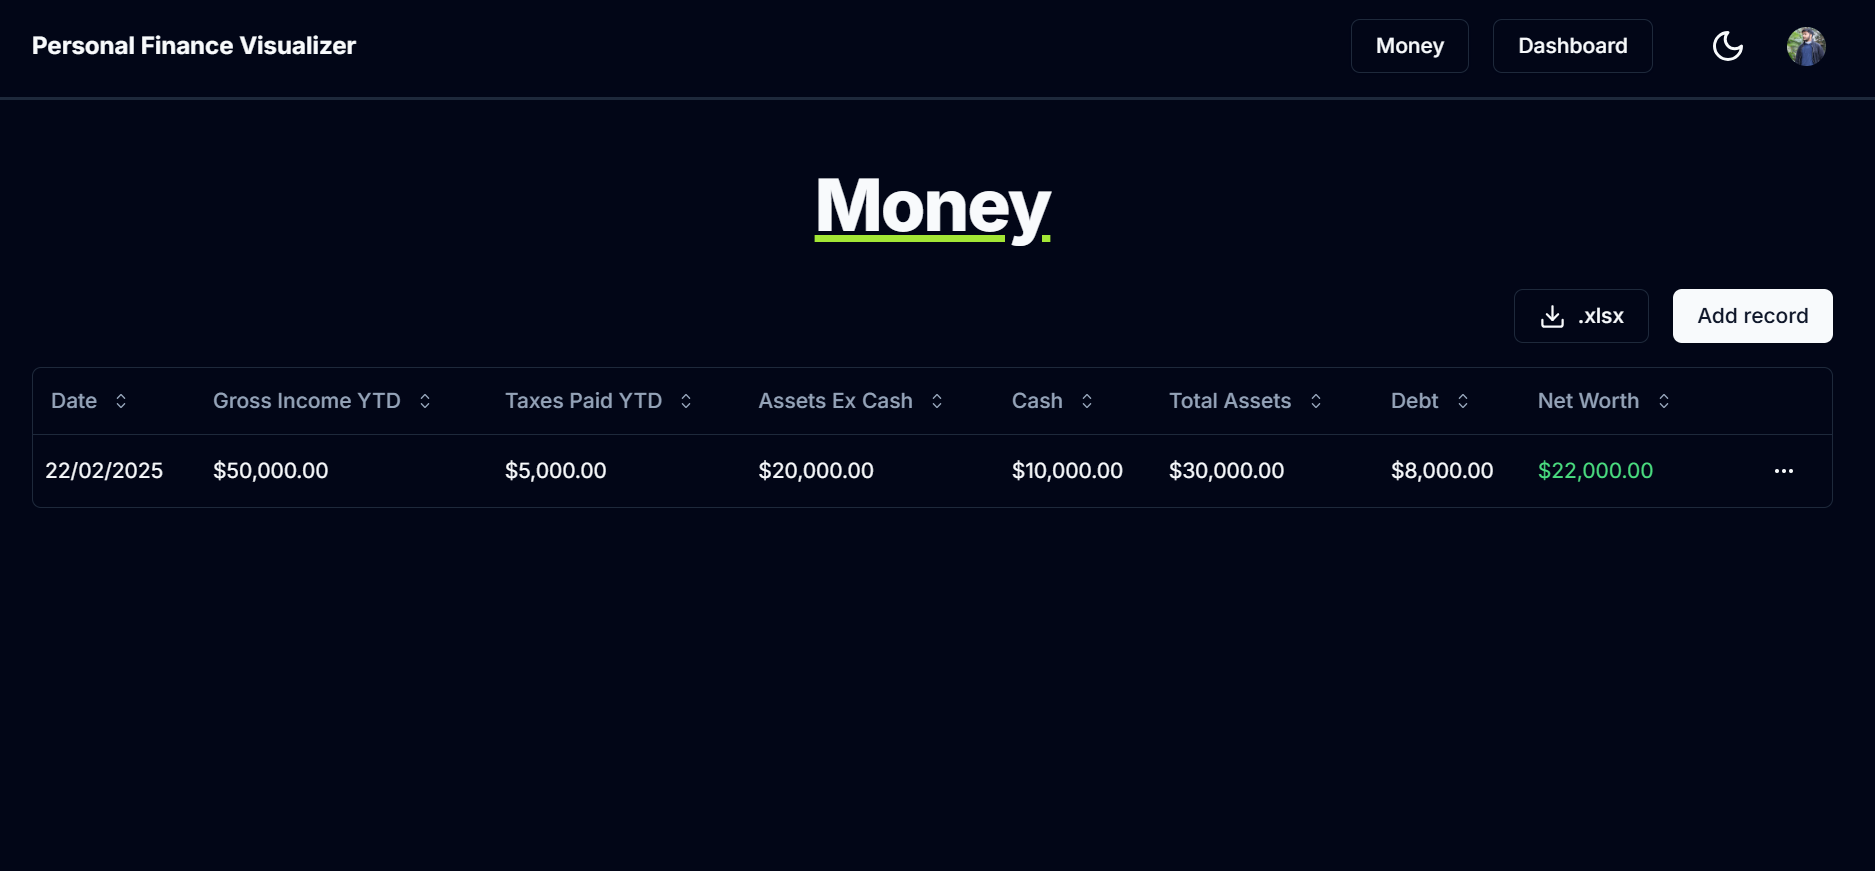 Personal Finance Visualizer Money Dashboard
Money
.xlsx Add record
Date Gross Income YTD Taxes Paid YTD Assets Ex Cash Cash Total Assets Debt Net Worth
22/02/2025 $50,000.00 $5,000.00 $20,000.00 $10,000.00 $30,000.00 $8,000.00 $22,000.00